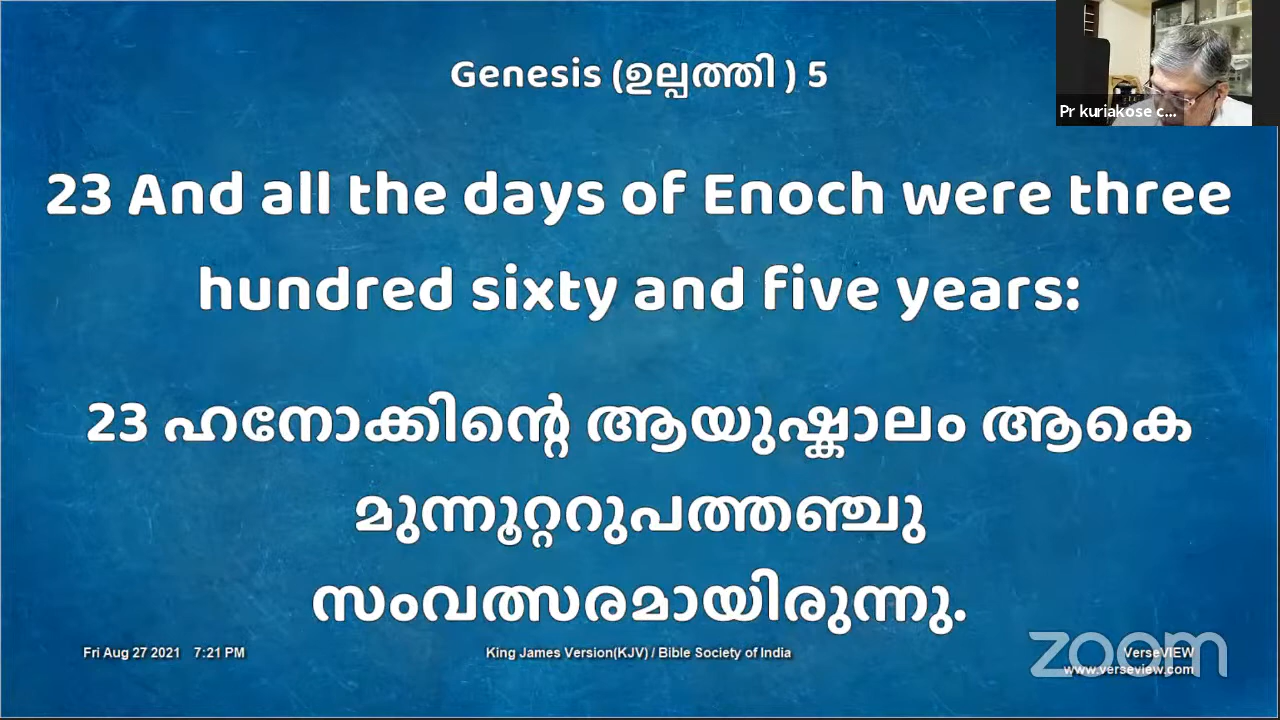 Genesis (ഉല്പത്തി ) 5
Pr kuriakose c...
23 And all the days of Enoch were three
hundred sixty and five years:
23 ഹനോക്കിന്റെ ആയുഷ്കാലം ആകെ
മുന്നൂറ്ററുപത്തഞ്ചു
സംവത്സരമായിരുന്നു.
Fri Aug 27 2021 7:21 PM
King James Version(KJV) / Bible Society of India
VerseVIEW
www.verseview.com
zoom